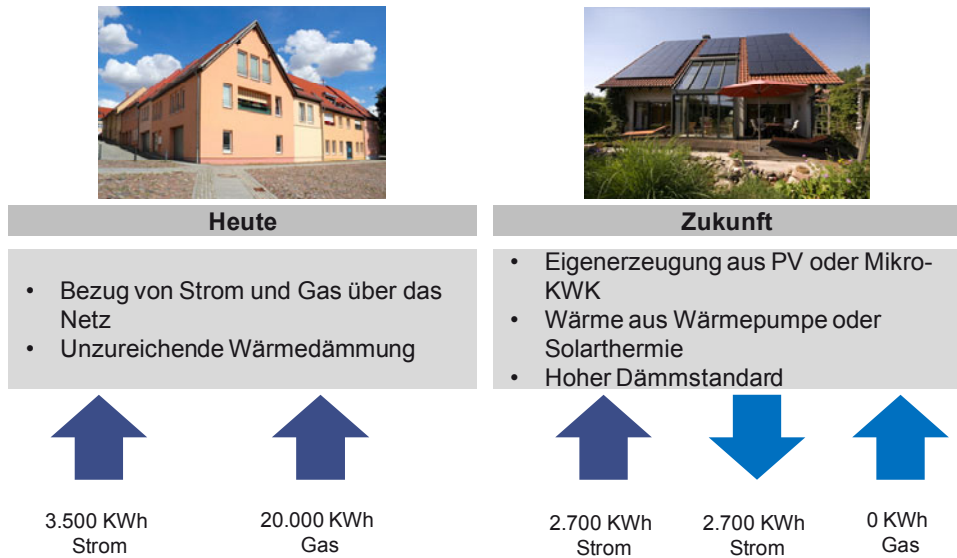 Heute
• Bezug von Strom und Gas über das
Netz
• Unzureichende Wärmedämmung
3.500 KWh
Strom
20.000 KWh
Gas
Zukunft
• Eigenerzeugung aus PV oder Mikro-
KWK
• Wärme aus Wärmepumpe oder
Solarthermie
• Hoher Dämmstandard
2.700 KWh
Strom
2.700 KWh
Strom
0 KWh
Gas